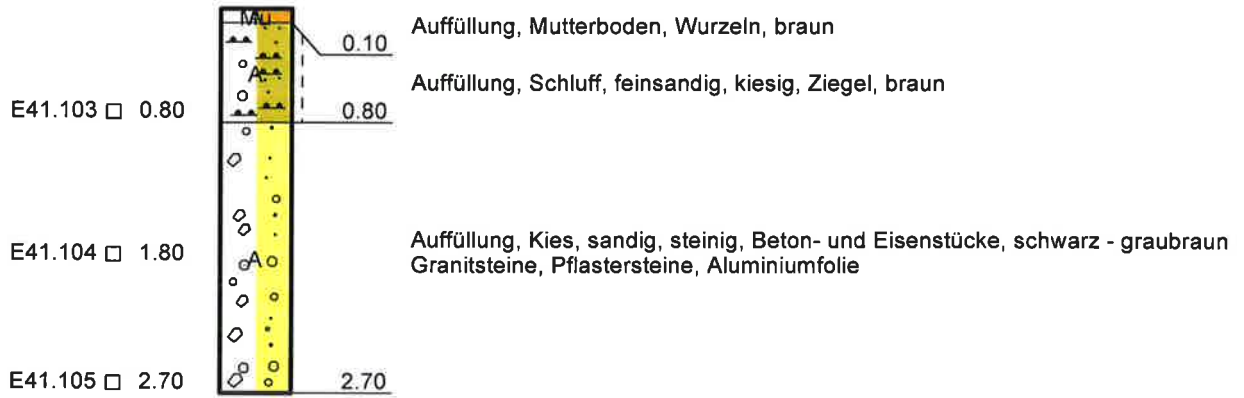 Mu
0.10 Auffüllung, Mutterboden, Wurzeln, braun
A
Auffüllung, Schluff, feinsandig, kiesig, Ziegel, braun
E41.103 □ 0.80 0.80
E41.104 □ 1.80 A Auffüllung, Kies, sandig, steinig, Beton- und Eisenstücke, schwarz - graubraun
Granitsteine, Pflastersteine, Aluminiumfolie
E41.105 □ 2.70 2.70